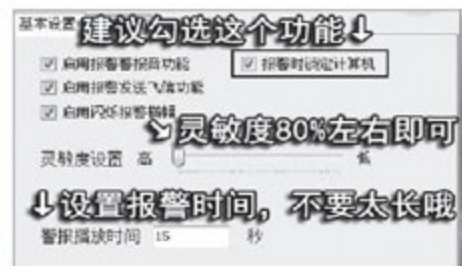 基本设置 建议勾选这个功能↓
☑ 启用报警警报音功能 ☑ 报警时锁定计算机
☑ 启用报警发送飞信功能
☑ 启用闪烁报警
↘灵敏度80%左右即可
灵敏度设置 高 低
↓设置报警时间，不要太长哦
警报播放时间 15 秒